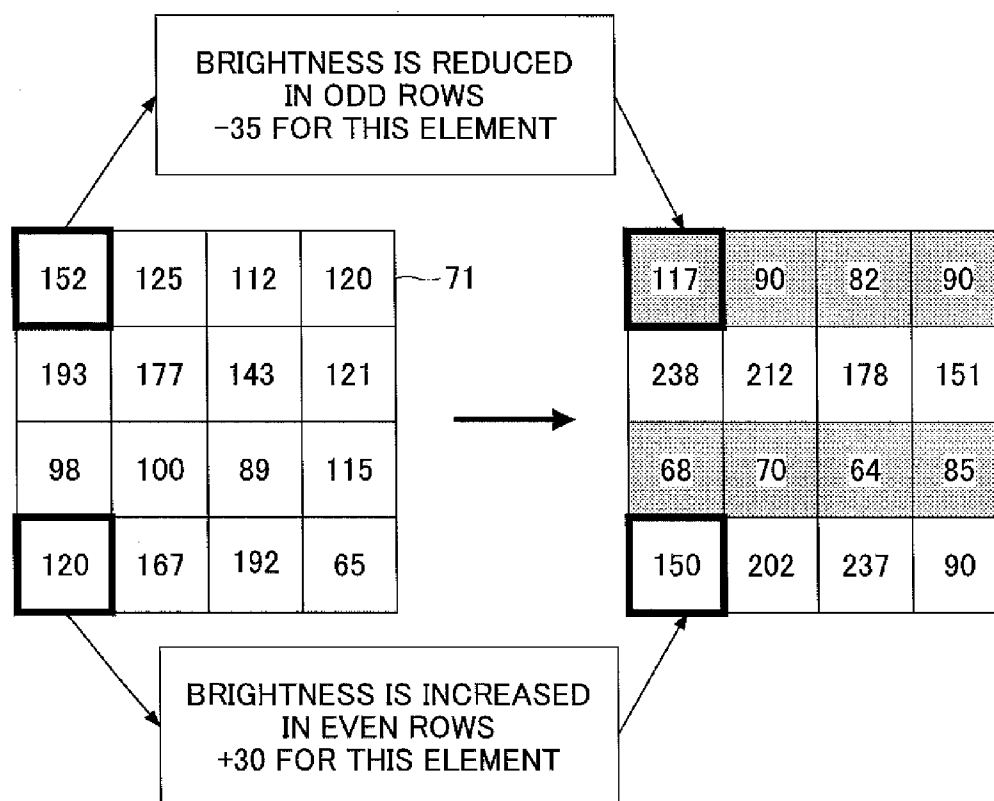 BRIGHTNESS IS REDUCED
IN ODD ROWS
-35 FOR THIS ELEMENT
152 125 112 120 71
193 177 143 121
98 100 89 115
120 167 192 65
117 90 82 90
238 212 178 151
68 70 64 85
150 202 237 90
BRIGHTNESS IS INCREASED
IN EVEN ROWS
+30 FOR THIS ELEMENT